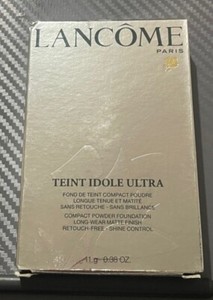 LANCÔME
PARIS
TEINT IDOLE ULTRA
FOND DE TEINT COMPACT POUDRE
LONGUE TENUE ET MATITÉ
SANS RETOUCHE - SANS BRILLANCE
COMPACT POWDER FOUNDATION
LONG-WEAR MATTE FINISH
RETOUCH-FREE - SHINE CONTROL
11 g - 0.38 OZ.